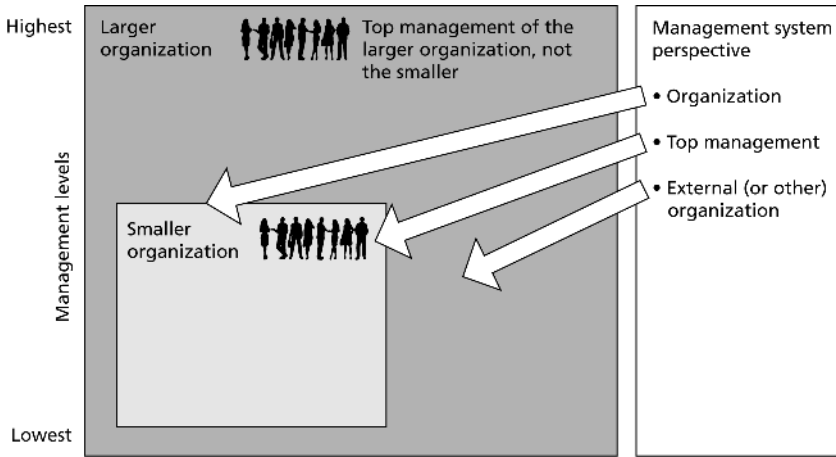 Highest
Larger
organization
Top management of the
larger organization, not
the smaller
Management system
perspective
• Organization
• Top management
• External (or other)
organization
Management levels
Smaller
organization
Lowest